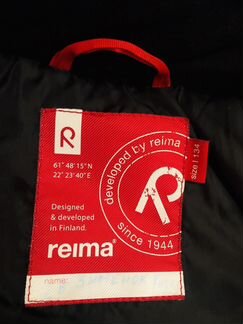 R
61° 48' 15" N
22° 23' 40" E
developed by reima
since 1944
R
size | 134
Designed
& developed
in Finland.
reima®
name: